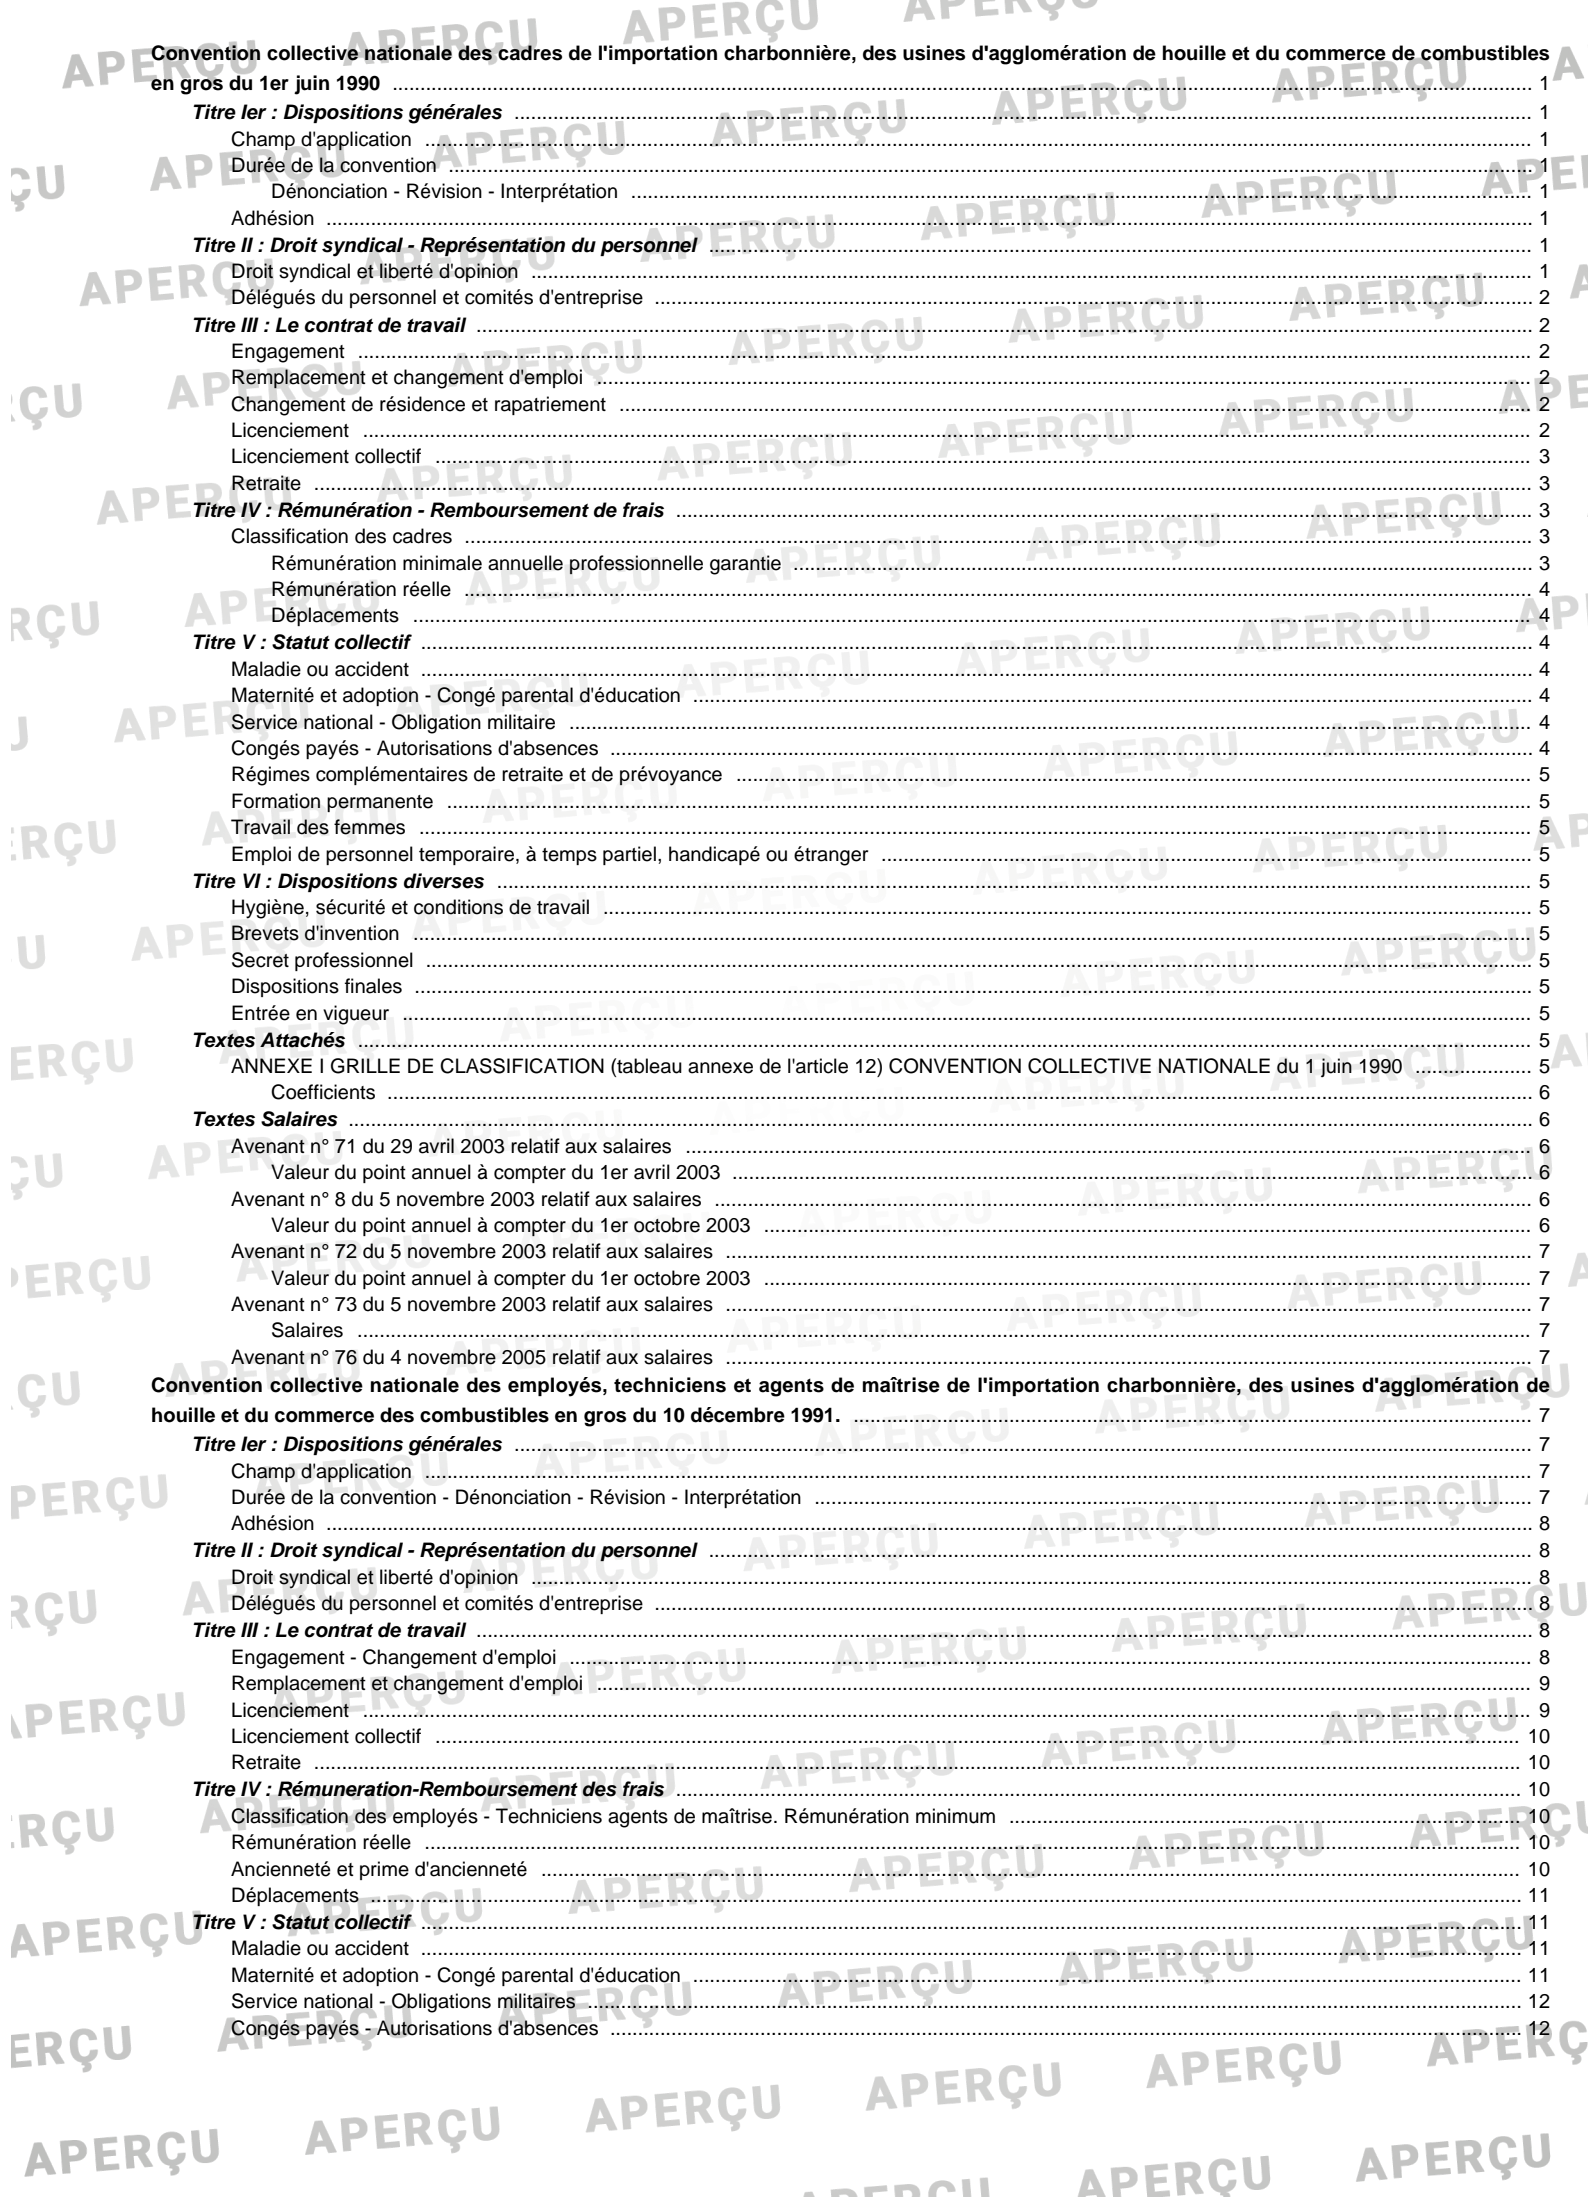 Convention collective nationale des cadres de l'importation charbonnière, des usines d'agglomération de houille et du commerce de combustibles
en gros du 1er juin 1990 ........ 1
Titre Ier : Dispositions générales ........ 1
Champ d'application ........ 1
Durée de la convention ........ 1
Dénonciation - Révision - Interprétation ........ 1
Adhésion ........ 1
Titre II : Droit syndical - Représentation du personnel ........ 1
Droit syndical et liberté d'opinion ........ 1
Délégués du personnel et comités d'entreprise ........ 2
Titre III : Le contrat de travail ........ 2
Engagement ........ 2
Remplacement et changement d'emploi ........ 2
Changement de résidence et rapatriement ........ 2
Licenciement ........ 2
Licenciement collectif ........ 3
Retraite ........ 3
Titre IV : Rémunération - Remboursement de frais ........ 3
Classification des cadres ........ 3
Rémunération minimale annuelle professionnelle garantie ........ 3
Rémunération réelle ........ 4
Déplacements ........ 4
Titre V : Statut collectif ........ 4
Maladie ou accident ........ 4
Maternité et adoption - Congé parental d'éducation ........ 4
Service national - Obligation militaire ........ 4
Congés payés - Autorisations d'absences ........ 4
Régimes complémentaires de retraite et de prévoyance ........ 5
Formation permanente ........ 5
Travail des femmes ........ 5
Emploi de personnel temporaire, à temps partiel, handicapé ou étranger ........ 5
Titre VI : Dispositions diverses ........ 5
Hygiène, sécurité et conditions de travail ........ 5
Brevets d'invention ........ 5
Secret professionnel ........ 5
Dispositions finales ........ 5
Entrée en vigueur ........ 5
Textes Attachés ........ 5
ANNEXE I GRILLE DE CLASSIFICATION (tableau annexe de l'article 12) CONVENTION COLLECTIVE NATIONALE du 1 juin 1990 ........ 5
Coefficients ........ 6
Textes Salaires ........ 6
Avenant n° 71 du 29 avril 2003 relatif aux salaires ........ 6
Valeur du point annuel à compter du 1er avril 2003 ........ 6
Avenant n° 8 du 5 novembre 2003 relatif aux salaires ........ 6
Valeur du point annuel à compter du 1er octobre 2003 ........ 6
Avenant n° 72 du 5 novembre 2003 relatif aux salaires ........ 7
Valeur du point annuel à compter du 1er octobre 2003 ........ 7
Avenant n° 73 du 5 novembre 2003 relatif aux salaires ........ 7
Salaires ........ 7
Avenant n° 76 du 4 novembre 2005 relatif aux salaires ........ 7
Convention collective nationale des employés, techniciens et agents de maîtrise de l'importation charbonnière, des usines d'agglomération de
houille et du commerce des combustibles en gros du 10 décembre 1991. ........ 7
Titre Ier : Dispositions générales ........ 7
Champ d'application ........ 7
Durée de la convention - Dénonciation - Révision - Interprétation ........ 7
Adhésion ........ 8
Titre II : Droit syndical - Représentation du personnel ........ 8
Droit syndical et liberté d'opinion ........ 8
Délégués du personnel et comités d'entreprise ........ 8
Titre III : Le contrat de travail ........ 8
Engagement - Changement d'emploi ........ 8
Remplacement et changement d'emploi ........ 9
Licenciement ........ 9
Licenciement collectif ........ 10
Retraite ........ 10
Titre IV : Rémuneration-Remboursement des frais ........ 10
Classification des employés - Techniciens agents de maîtrise. Rémunération minimum ........ 10
Rémunération réelle ........ 10
Ancienneté et prime d'ancienneté ........ 10
Déplacements ........ 11
Titre V : Statut collectif ........ 11
Maladie ou accident ........ 11
Maternité et adoption - Congé parental d'éducation ........ 11
Service national - Obligations militaires ........ 12
Congés payés - Autorisations d'absences ........ 12
APERÇU